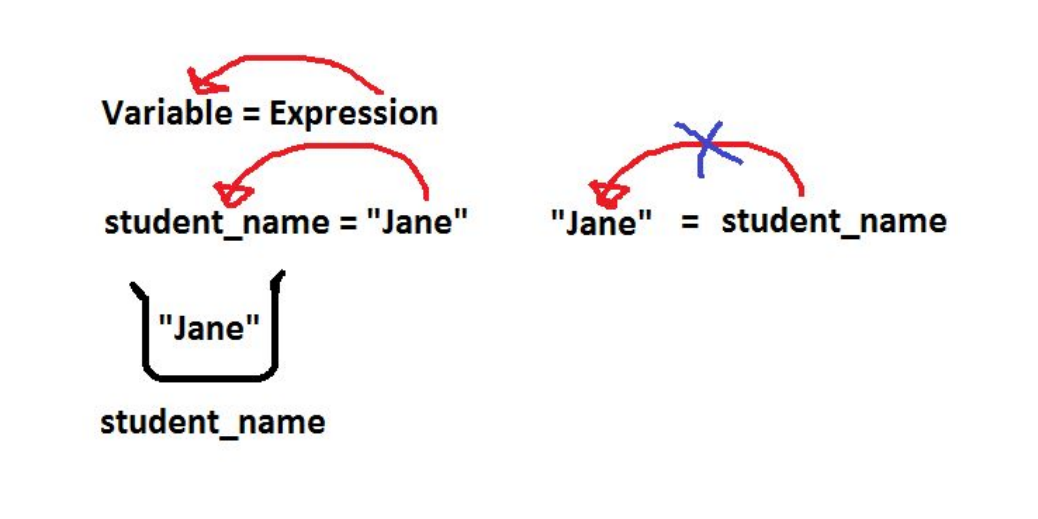 Variable = Expression
student_name = "Jane"
"Jane" = student_name
"Jane"
student_name